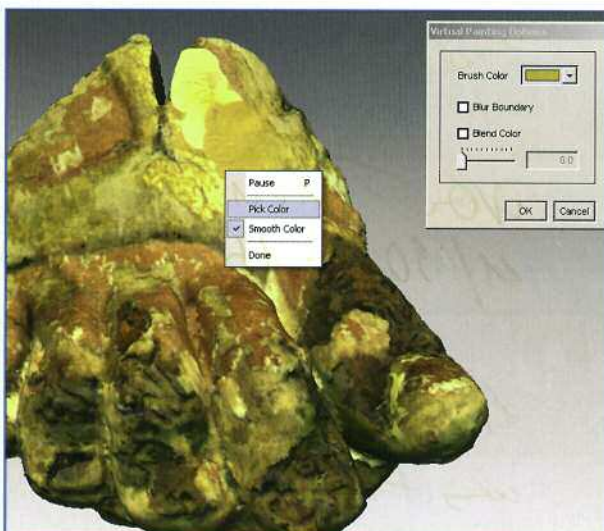 Virtual Painting Options
Brush Color
Blur Boundary
Blend Color
0.0
OK
Cancel
Pause P
Pick Color
Smooth Color
Done